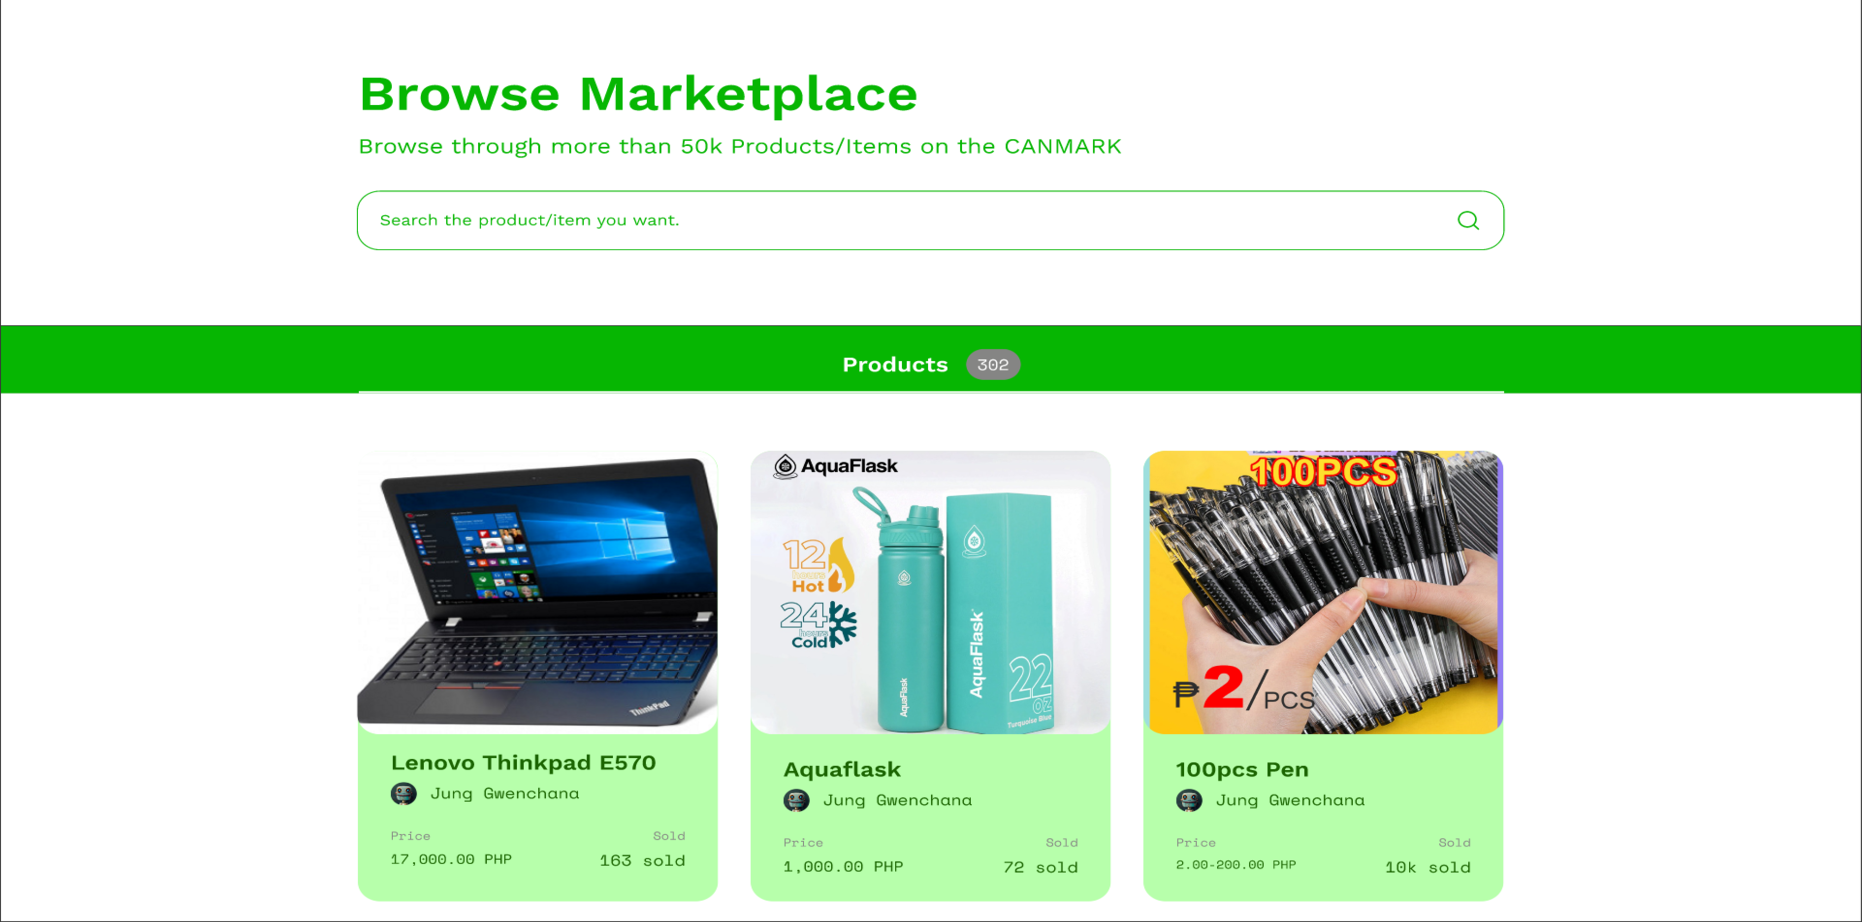 Browse Marketplace
Browse through more than 50k Products/Items on the CANMARK
Search the product/item you want.
Products 302
ThinkPad
Lenovo Thinkpad E570
Jung Gwenchana
Price Sold
17,000.00 PHP 163 sold
AquaFlask
12
hours
Hot
24
hours
Cold
AquaFlask
AquaFlask
22
OZ
Turquoise Blue
Aquaflask
Jung Gwenchana
Price Sold
1,000.00 PHP 72 sold
100PCS
₱2/PCS
100pcs Pen
Jung Gwenchana
Price Sold
2.00-200.00 PHP 10k sold